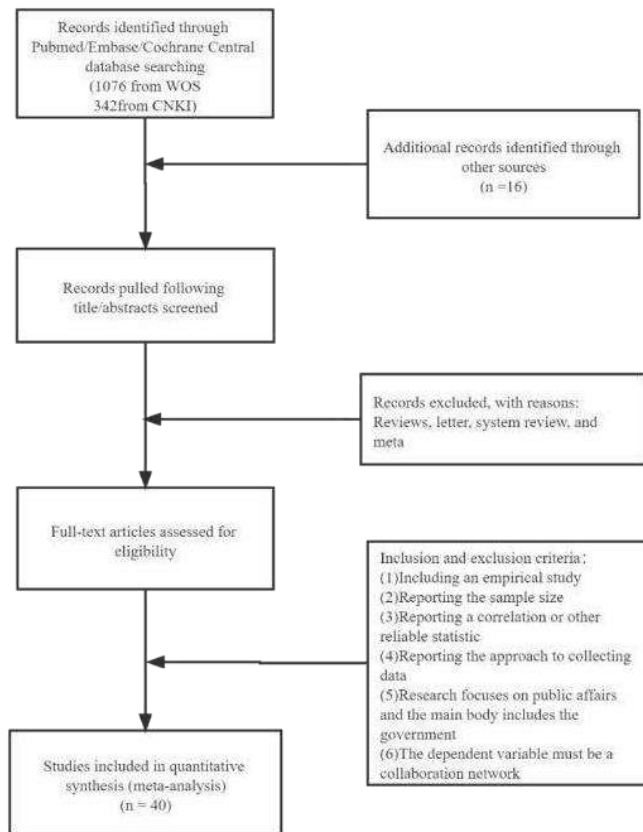 Records identified through
Pubmed/Embase/Cochrane Central
database searching
(1076 from WOS
342from CNKI)
Additional records identified through
other sources
(n =16)
Records pulled following
title/abstracts screened
Records excluded, with reasons:
Reviews, letter, system review, and
meta
Full-text articles assessed for
eligibility
Inclusion and exclusion criteria:
(1)Including an empirical study
(2)Reporting the sample size
(3)Reporting a correlation or other
reliable statistic
(4)Reporting the approach to collecting
data
(5)Research focuses on public affairs
and the main body includes the
government
(6)The dependent variable must be a
collaboration network
Studies included in quantitative
synthesis (meta-analysis)
(n = 40)